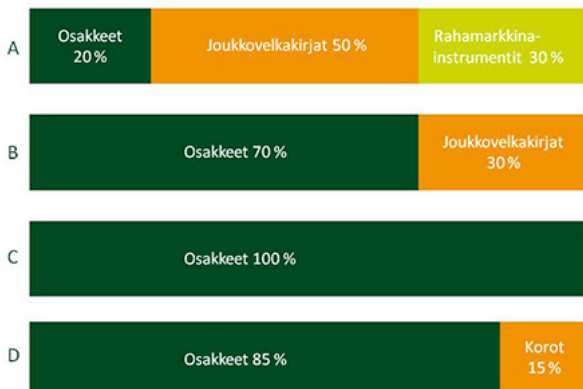 A
Osakkeet
20 %
Joukkovelkakirjat 50 %
Rahamarkkina-
instrumentit 30 %
B
Osakkeet 70 %
Joukkovelkakirjat
30 %
C
Osakkeet 100 %
D
Osakkeet 85 %
Korot
15 %